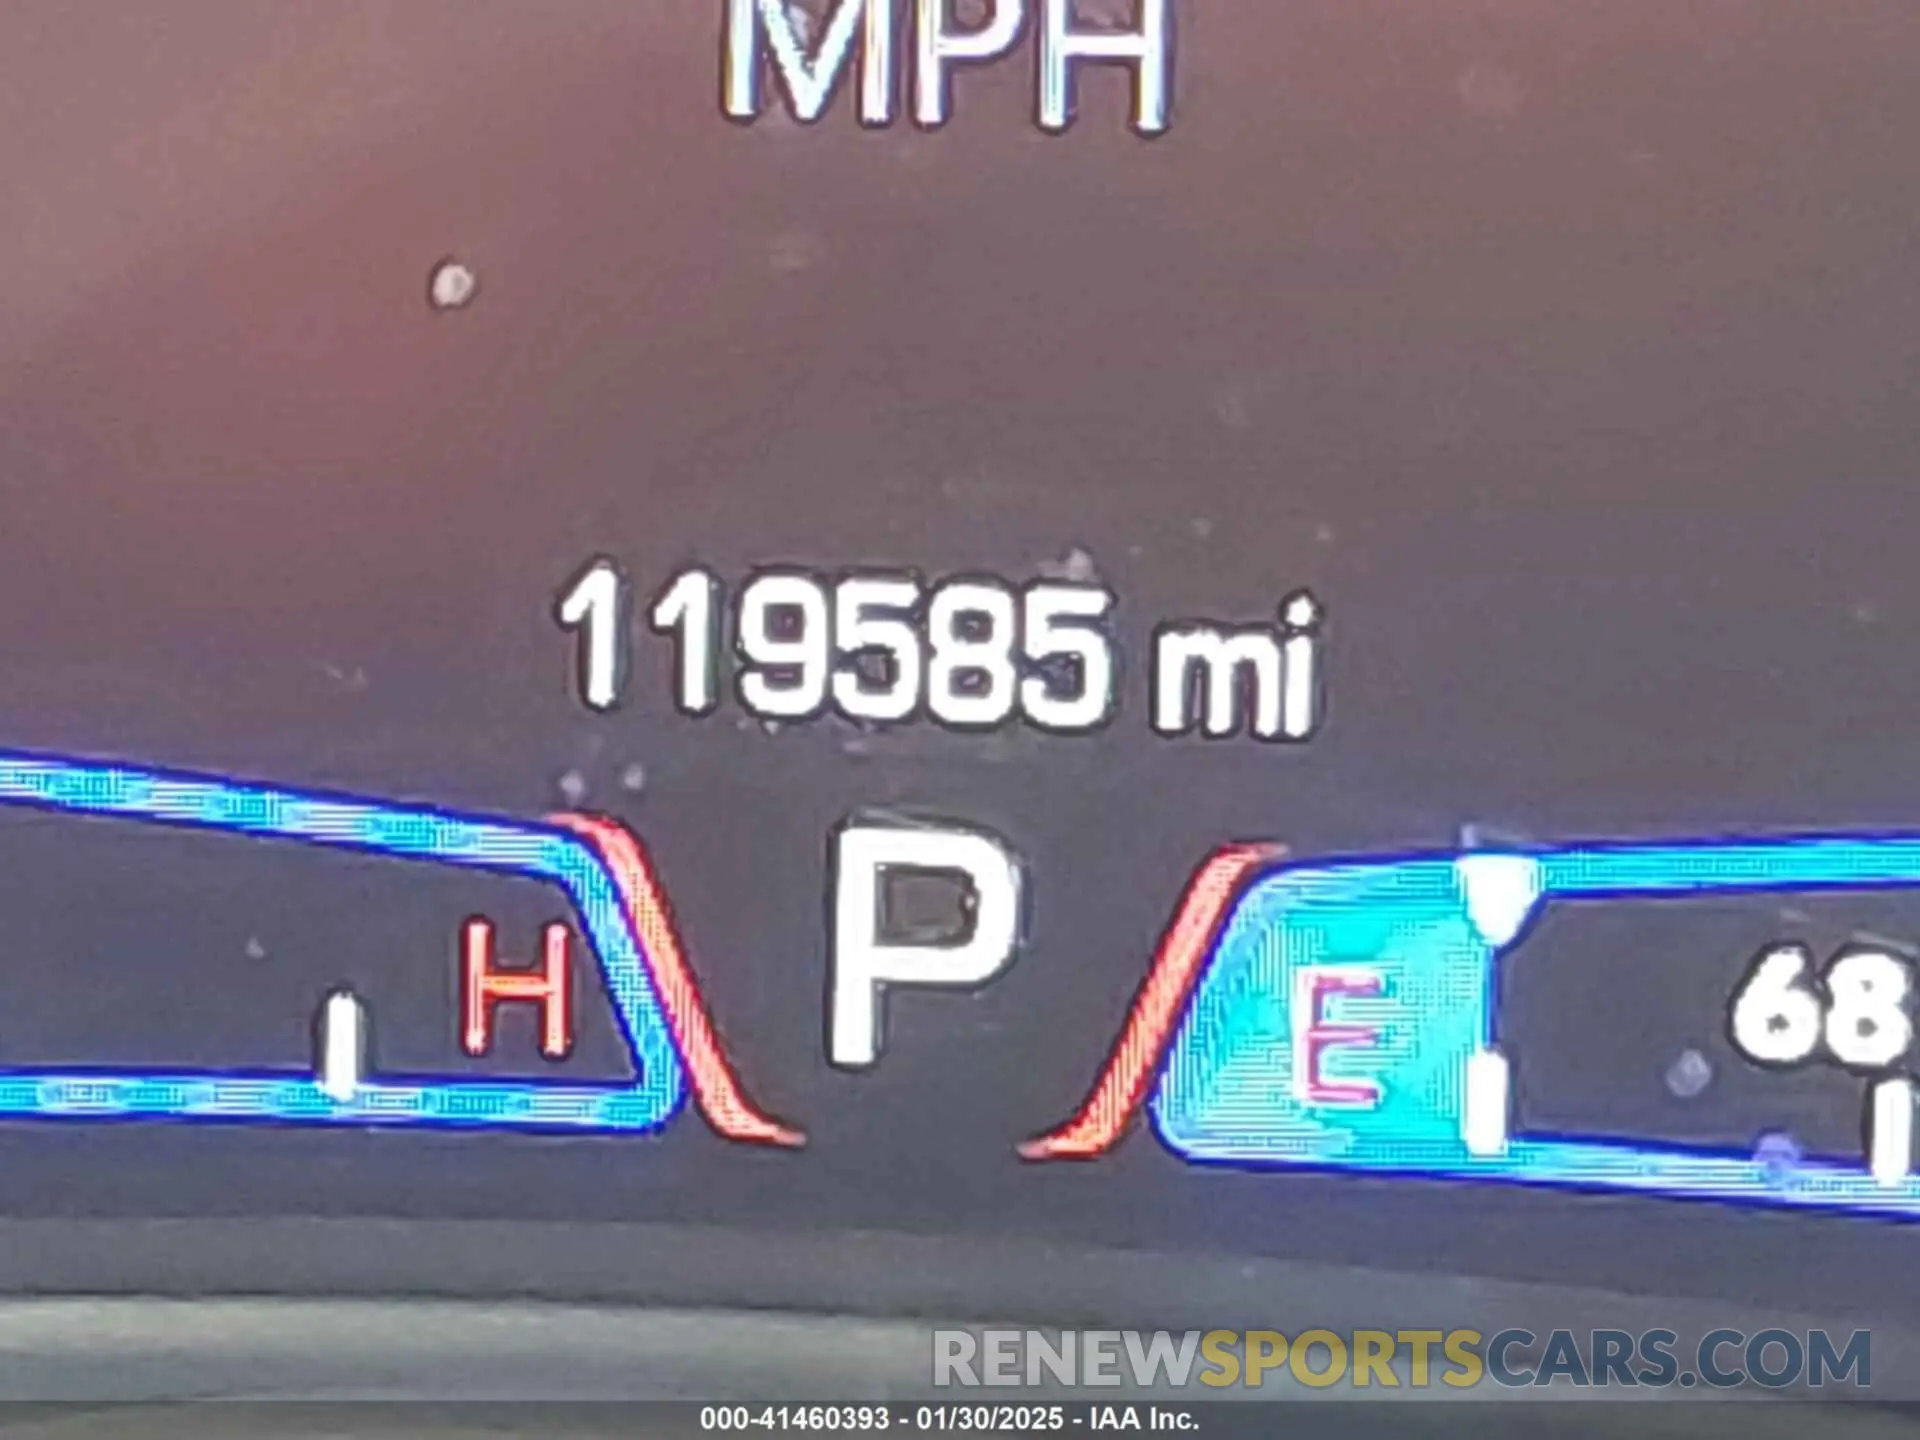 MPH
119585 mi
P
H
E
68
RENEWSPORTSCARS.COM
000-41460393 - 01/30/2025 - IAA Inc.